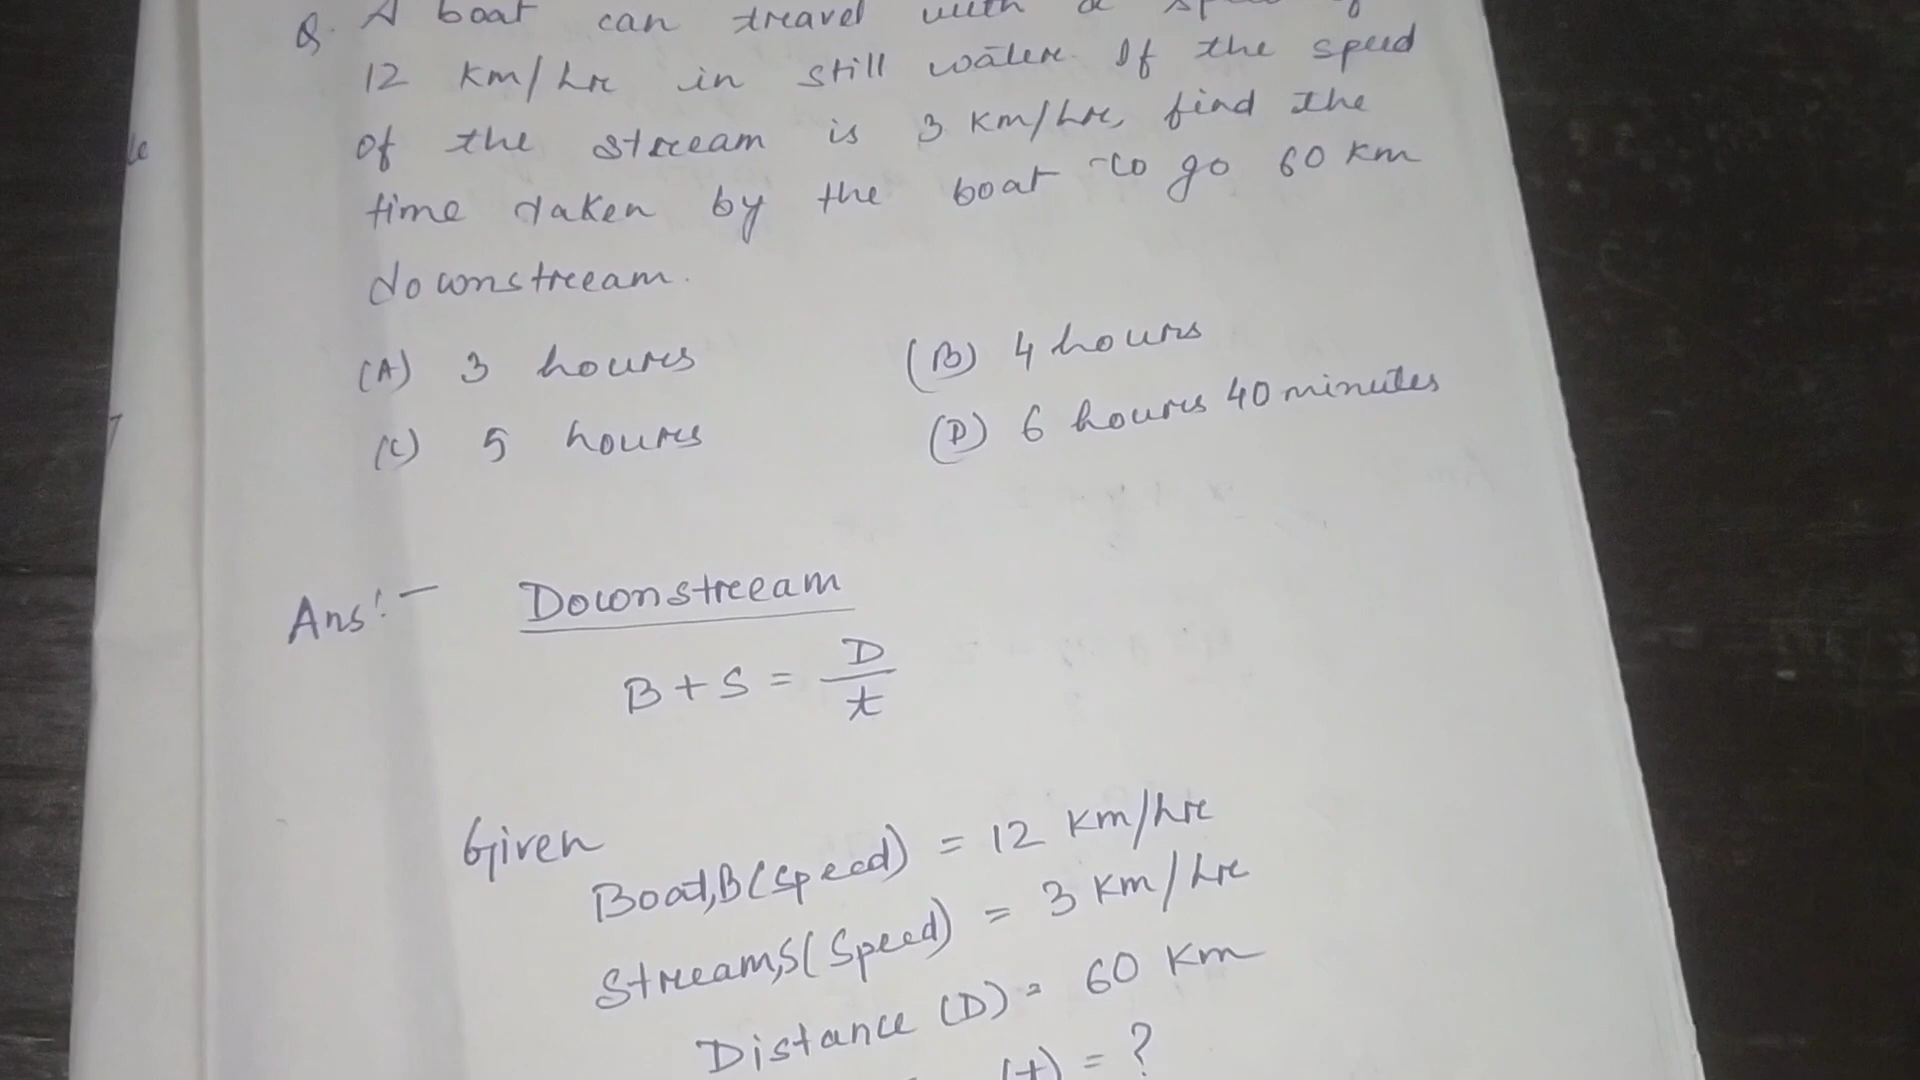 Q. A boat can travel with a
12 km/hr in still water. If the speed
of the stream is 3 km/hr, find the
time taken by the boat to go 60 km
downstream.
(A) 3 hours (B) 4 hours
(C) 5 hours (D) 6 hours 40 minutes
Ans:- Downstream
B + S = D/t
Given
Boat,B(speed) = 12 km/hr
Stream,S(speed) = 3 km/hr
Distance (D) = 60 km
(t) = ?